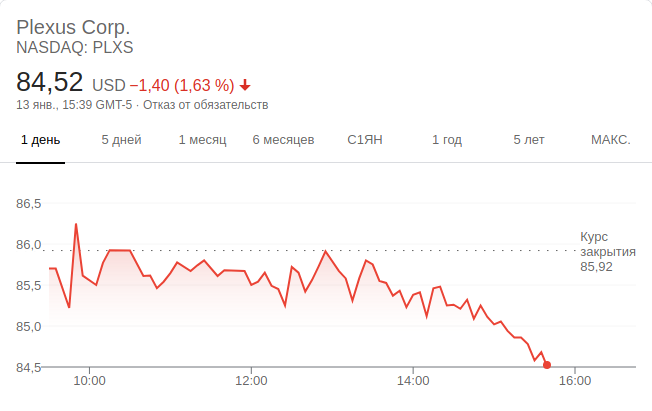 Plexus Corp.
NASDAQ: PLXS
84,52 USD −1,40 (1,63 %)
13 янв., 15:39 GMT-5 · Отказ от обязательств
1 день 5 дней 1 месяц 6 месяцев С1ЯН 1 год 5 лет МАКС.
86,5
86,0
85,5
85,0
84,5
Курс
закрытия
85,92
10:00 12:00 14:00 16:00